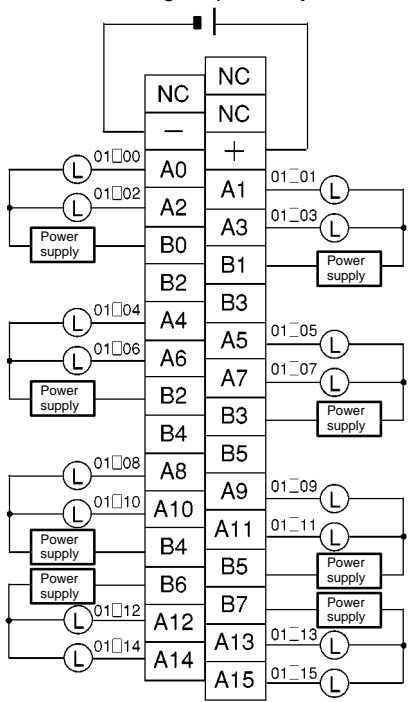 NC
NC
NC
−
+
01□00
L
A0
A1
01□01
L
01□02
L
A2
A3
01□03
L
Power
supply
B0
B1
Power
supply
B2
B3
01□04
L
A4
A5
01□05
L
01□06
L
A6
A7
01□07
L
Power
supply
B2
B3
Power
supply
B4
B5
01□08
L
A8
A9
01□09
L
01□10
L
A10
A11
01□11
L
Power
supply
B4
B5
Power
supply
Power
supply
B6
B7
Power
supply
01□12
L
A12
A13
01□13
L
01□14
L
A14
A15
01□15
L